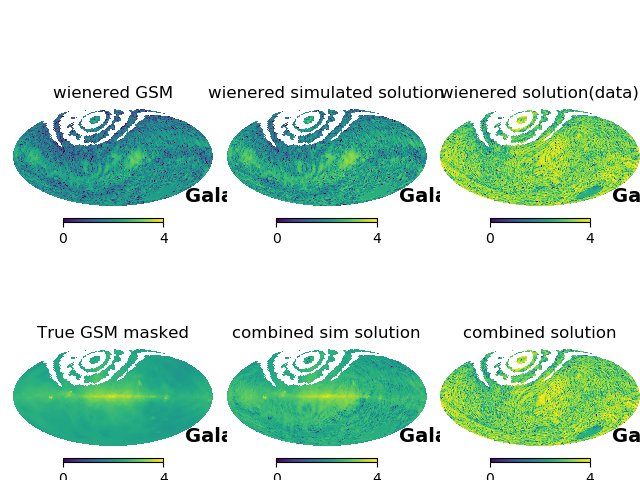 wienered GSM
wienered simulated solution
wienered solution(data)
Gala
Gala
Ga
0 4
0 4
0 4
True GSM masked
combined sim solution
combined solution
Gala
Gala
Ga
0 4
0 4
0 4